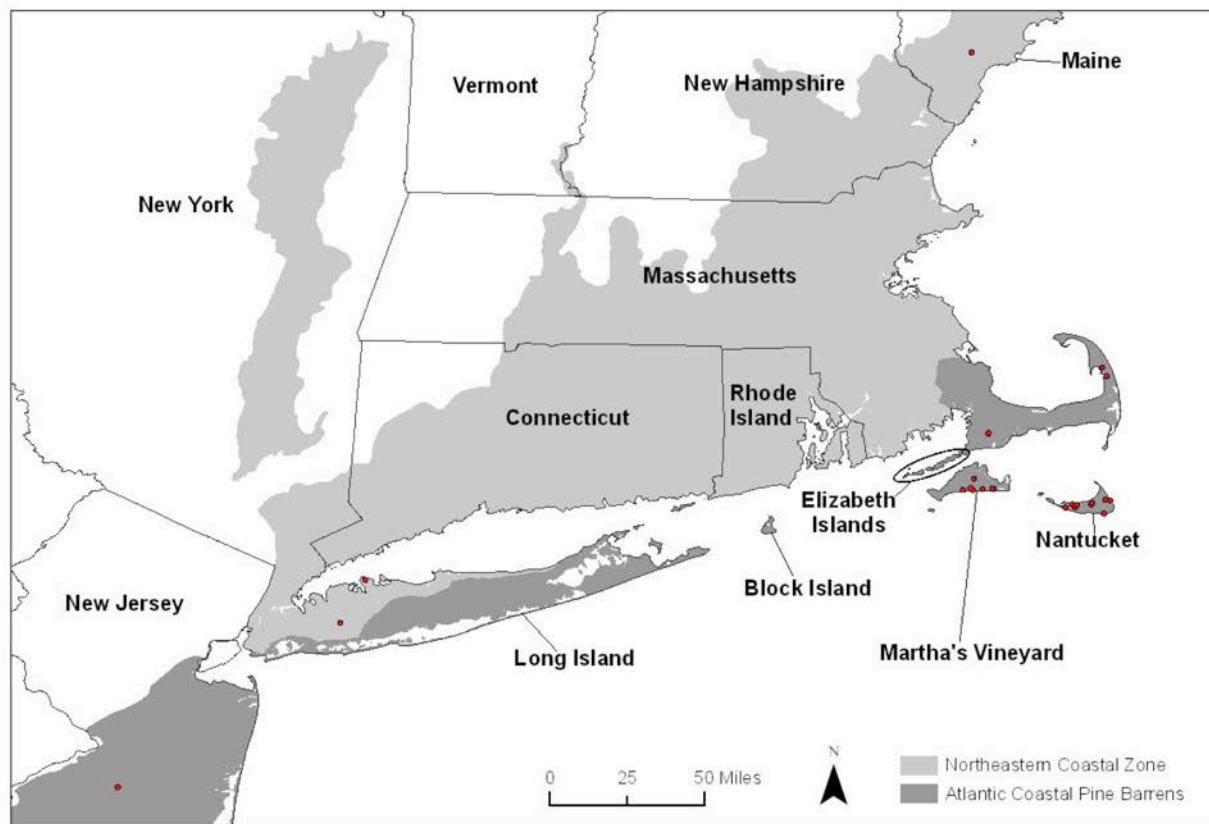 Maine
Vermont
New Hampshire
New York
Massachusetts
Rhode
Island
Connecticut
Elizabeth
Islands
Nantucket
Block Island
New Jersey
Martha's Vineyard
Long Island
N
0 25 50 Miles
Northeastern Coastal Zone
Atlantic Coastal Pine Barrens